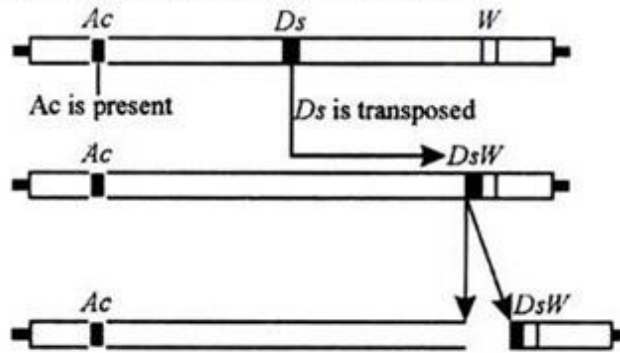 Ac Ds W
Ac is present Ds is transposed
Ac DsW
Ac DsW